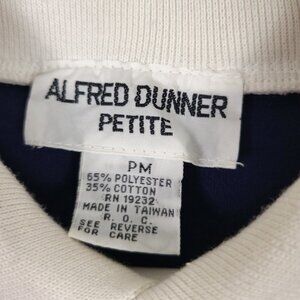 ALFRED DUNNER
PETITE
PM
65% POLYESTER
35% COTTON
RN 19232
MADE IN TAIWAN
R. O. C.
SEE REVERSE
FOR CARE